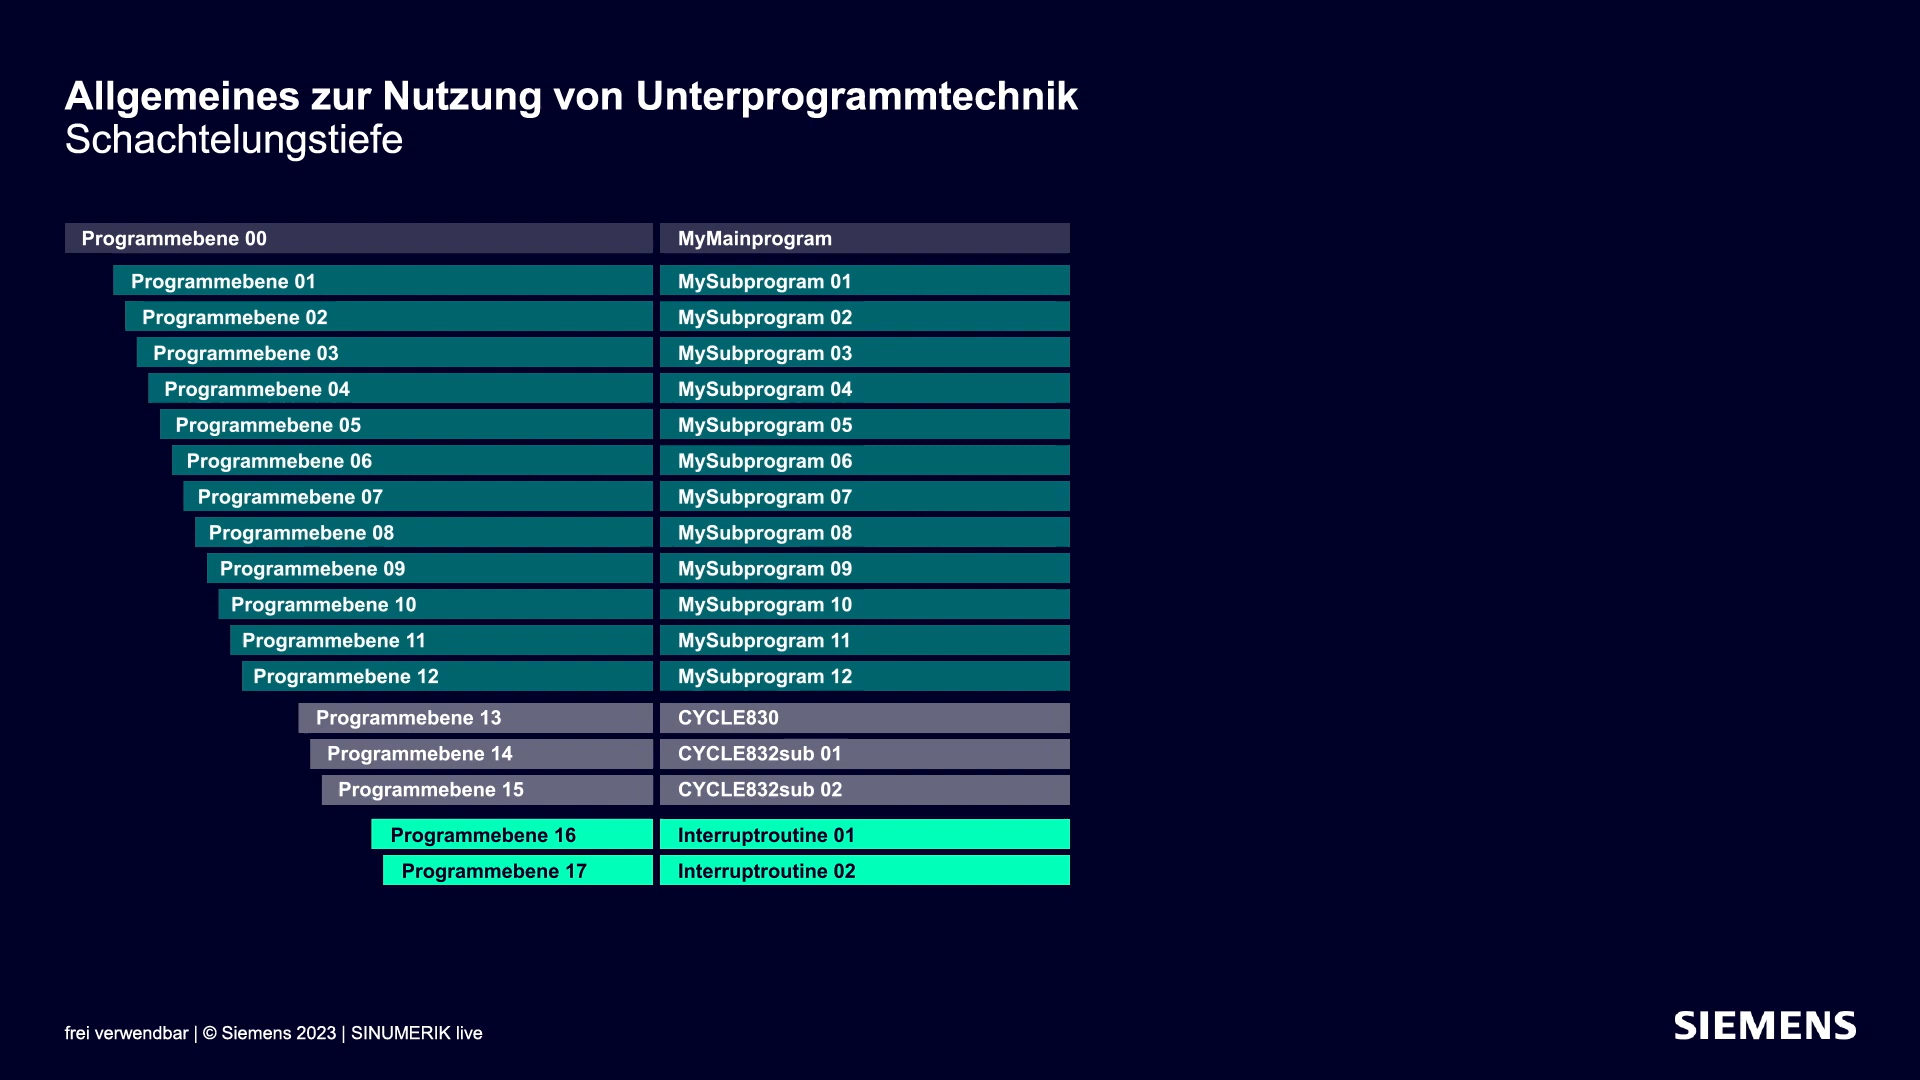 Allgemeines zur Nutzung von Unterprogrammtechnik
Schachtelungstiefe
Programmebene 00 MyMainprogram
Programmebene 01 MySubprogram 01
Programmebene 02 MySubprogram 02
Programmebene 03 MySubprogram 03
Programmebene 04 MySubprogram 04
Programmebene 05 MySubprogram 05
Programmebene 06 MySubprogram 06
Programmebene 07 MySubprogram 07
Programmebene 08 MySubprogram 08
Programmebene 09 MySubprogram 09
Programmebene 10 MySubprogram 10
Programmebene 11 MySubprogram 11
Programmebene 12 MySubprogram 12
Programmebene 13 CYCLE830
Programmebene 14 CYCLE832sub 01
Programmebene 15 CYCLE832sub 02
Programmebene 16 Interruptroutine 01
Programmebene 17 Interruptroutine 02
frei verwendbar | © Siemens 2023 | SINUMERIK live
SIEMENS